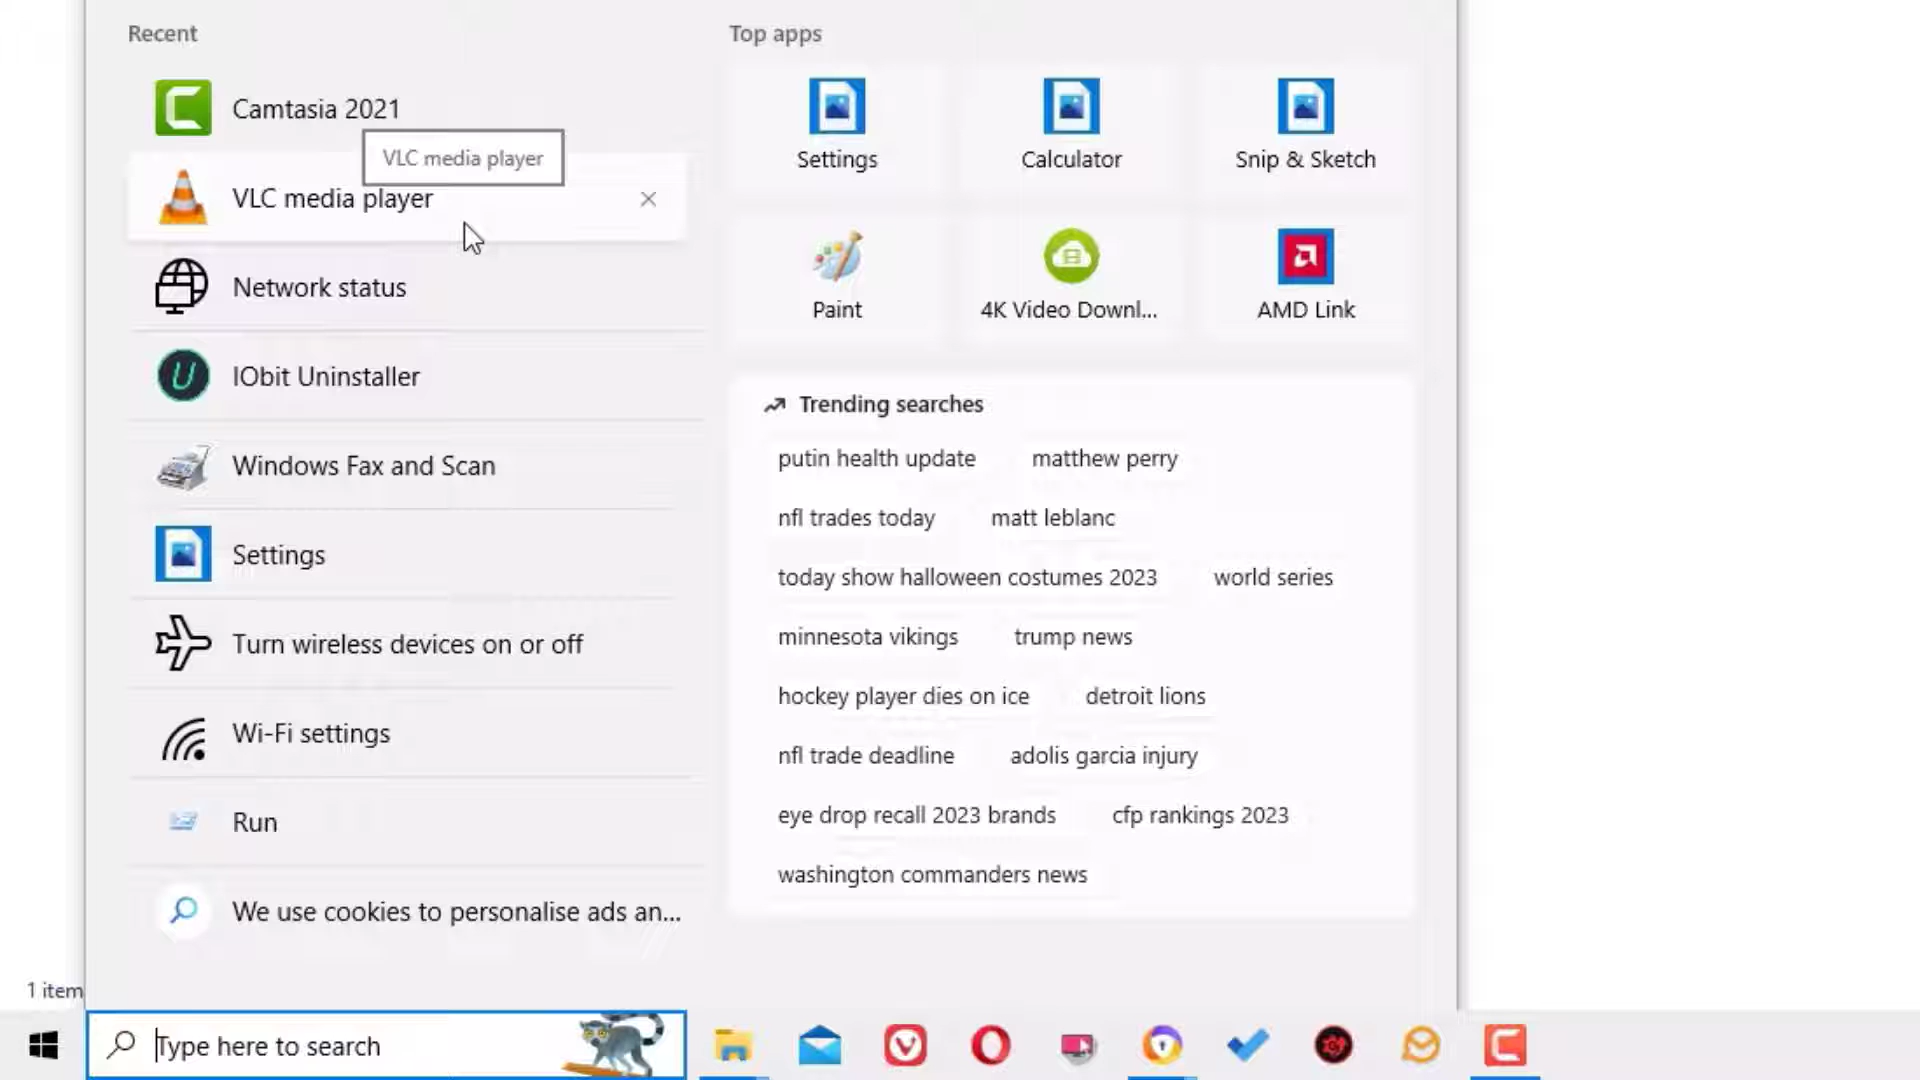 Recent
Camtasia 2021
VLC media player
VLC media player
Network status
IObit Uninstaller
Windows Fax and Scan
Settings
Turn wireless devices on or off
Wi-Fi settings
Run
We use cookies to personalise ads an...
Top apps
Settings
Calculator
Snip & Sketch
Paint
4K Video Downl...
AMD Link
Trending searches
putin health update matthew perry
nfl trades today matt leblanc
today show halloween costumes 2023 world series
minnesota vikings trump news
hockey player dies on ice detroit lions
nfl trade deadline adolis garcia injury
eye drop recall 2023 brands cfp rankings 2023
washington commanders news
1 item
Type here to search